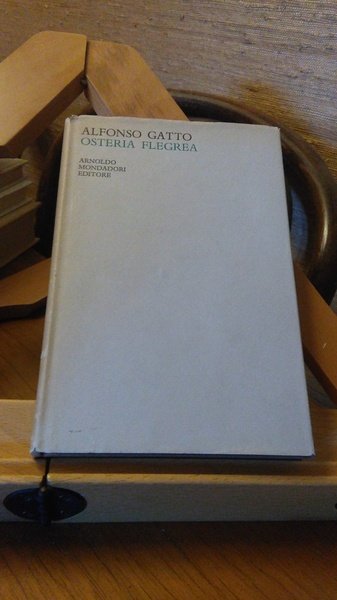 ALFONSO GATTO
OSTERIA FLEGREA
ARNOLDO
MONDADORI
EDITORE